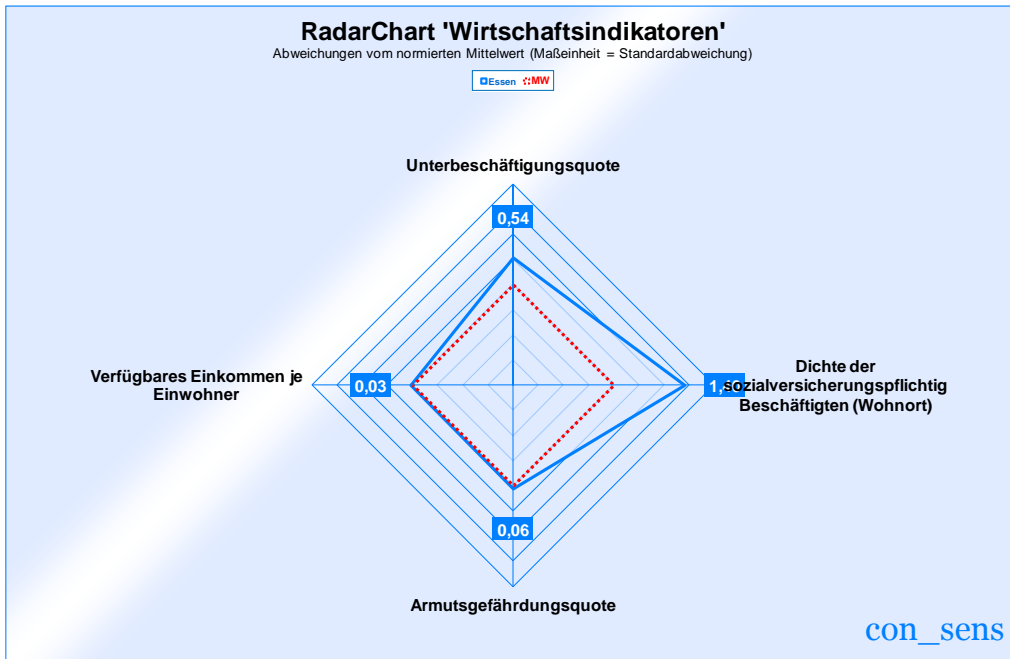 RadarChart 'Wirtschaftsindikatoren'
Abweichungen vom normierten Mittelwert (Maßeinheit = Standardabweichung)
Essen MW
Unterbeschäftigungsquote
0,54
Verfügbares Einkommen je
Einwohner
0,03
Dichte der
sozialversicherungspflichtig
Beschäftigten (Wohnort)
0,06
Armutsgefährdungsquote
con_sens